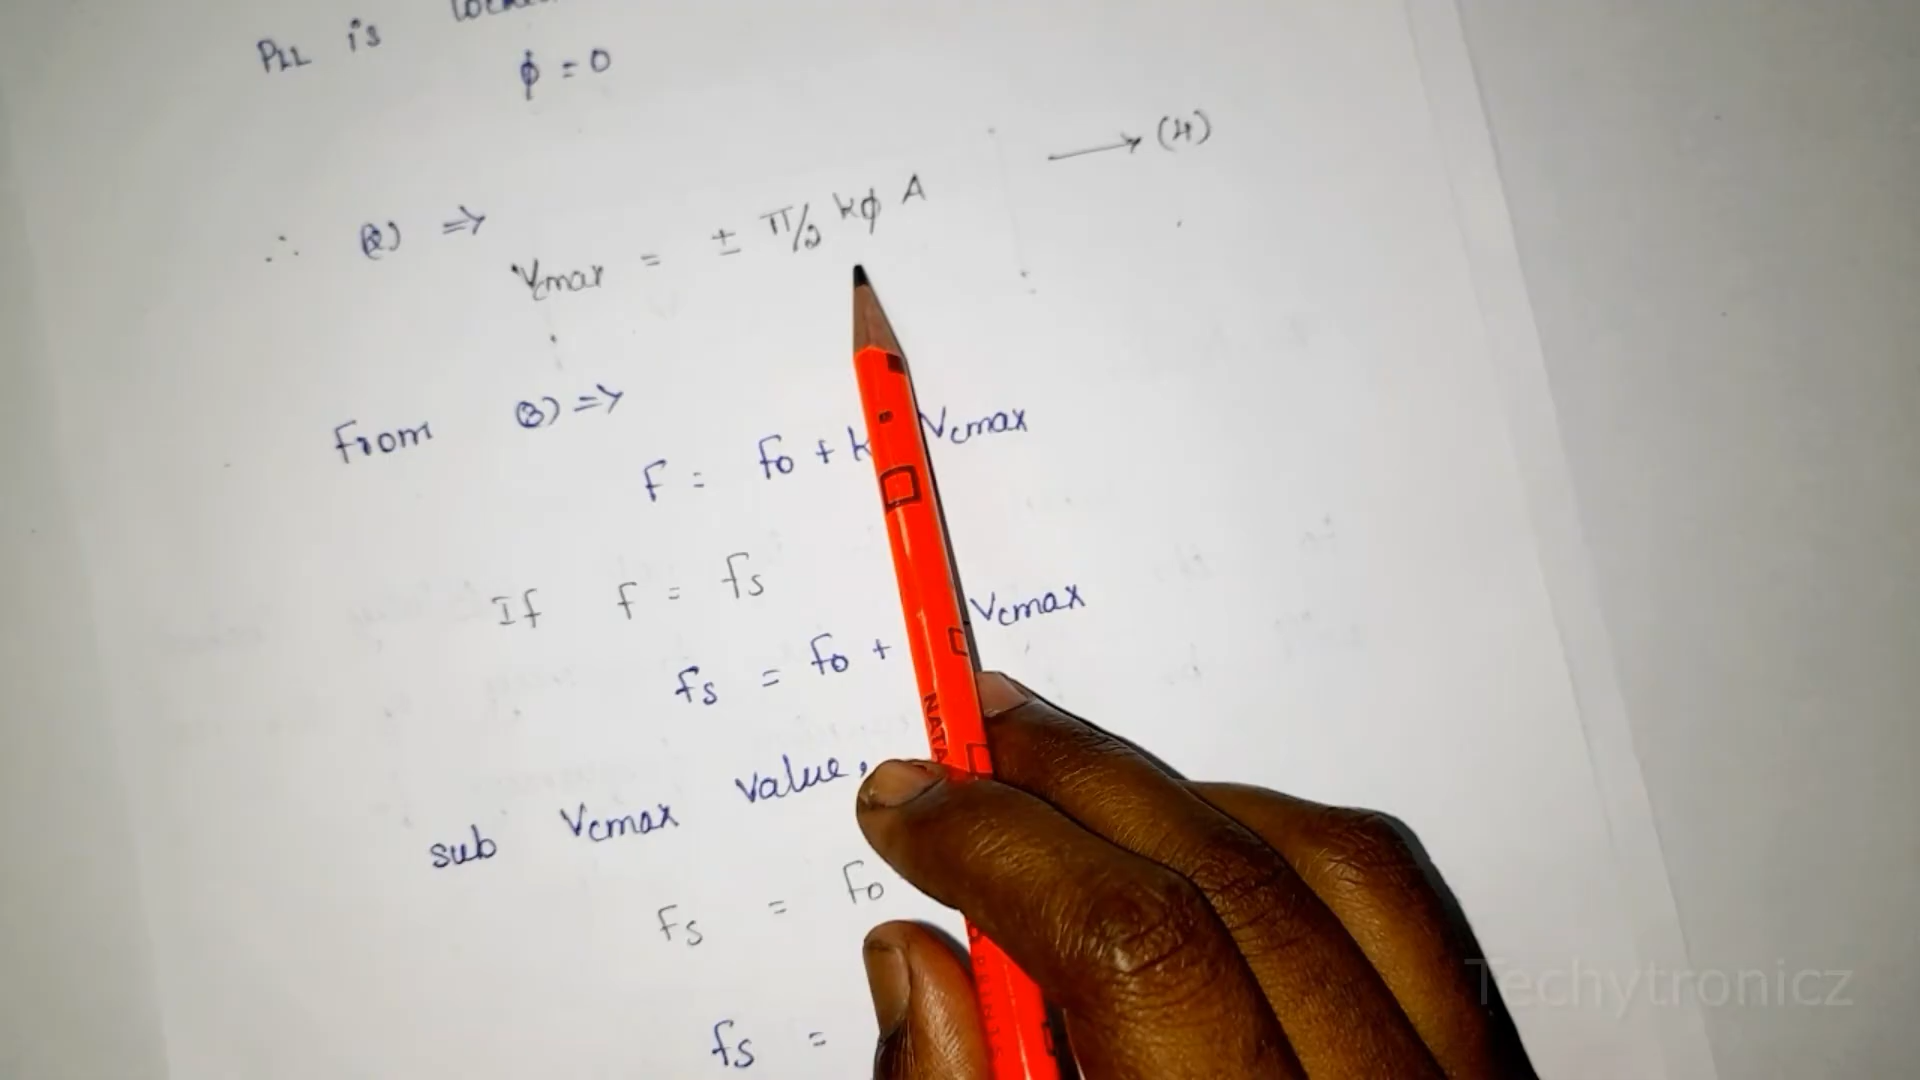 PLL is
ϕ = 0
∴ (2) ⇒
Vcmax = ± π/2 kϕ A → (4)
From (3) ⇒
f = fo + k Vcmax
If f = fs
fs = fo + Vcmax
sub Vcmax value,
fs = fo
fs =
NATA
Techytronicz